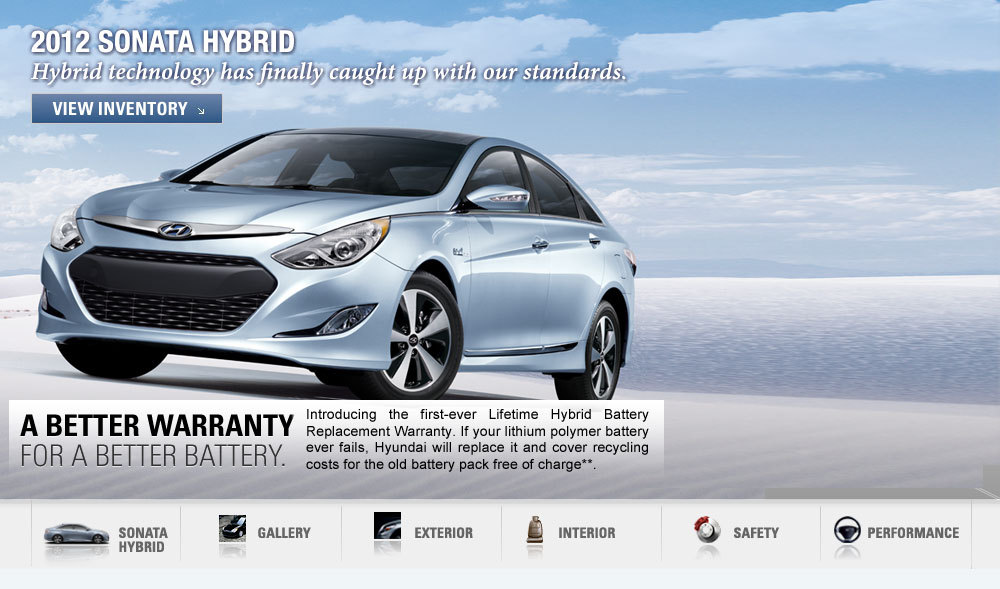 2012 SONATA HYBRID
Hybrid technology has finally caught up with our standards.
VIEW INVENTORY
A BETTER WARRANTY
FOR A BETTER BATTERY.
Introducing the first-ever Lifetime Hybrid Battery
Replacement Warranty. If your lithium polymer battery
ever fails, Hyundai will replace it and cover recycling
costs for the old battery pack free of charge**.
SONATA
HYBRID
GALLERY
EXTERIOR
INTERIOR
SAFETY
PERFORMANCE